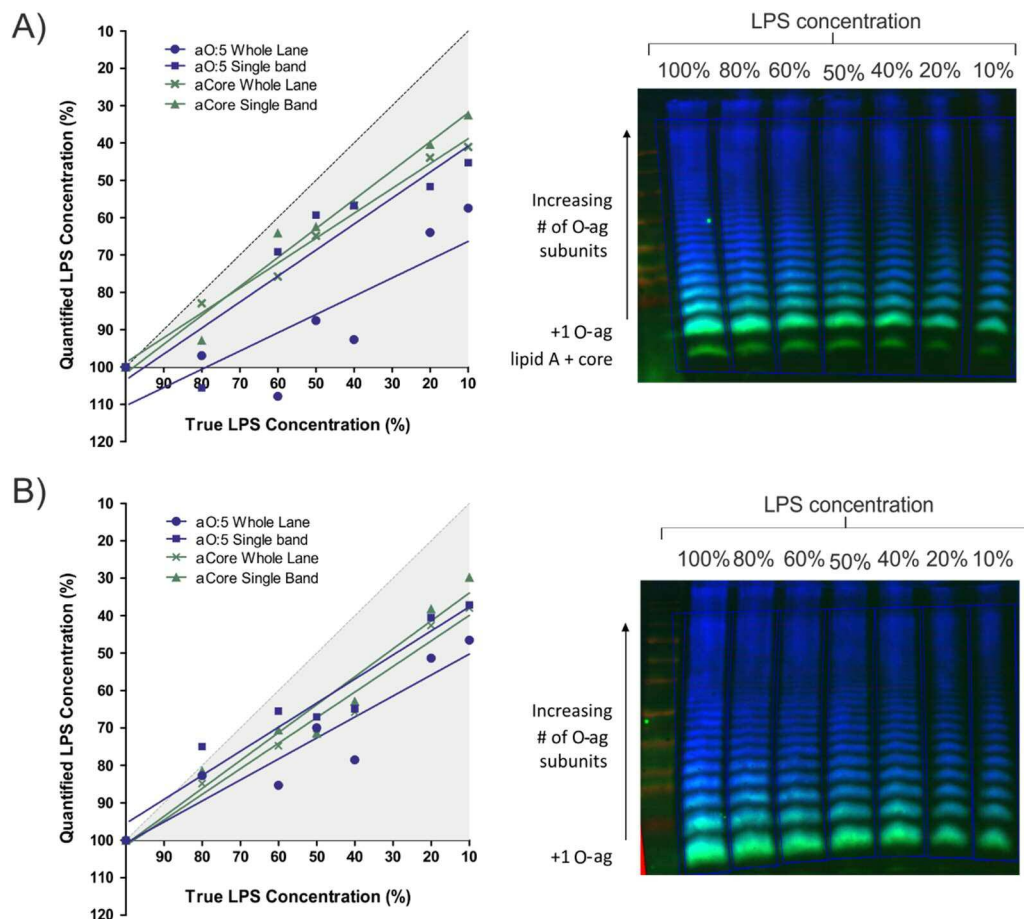 A)
LPS concentration
100% 80% 60% 50% 40% 20% 10%
aO:5 Whole Lane
aO:5 Single band
aCore Whole Lane
aCore Single Band
Quantified LPS Concentration (%)
10
20
30
40
50
60
70
80
90
100
110
120
90 80 70 60 50 40 30 20 10
True LPS Concentration (%)
Increasing
# of O-ag
subunits
+1 O-ag
lipid A + core
B)
LPS concentration
100% 80% 60% 50% 40% 20% 10%
aO:5 Whole Lane
aO:5 Single band
aCore Whole Lane
aCore Single Band
Quantified LPS Concentration (%)
10
20
30
40
50
60
70
80
90
100
110
120
90 80 70 60 50 40 30 20 10
True LPS Concentration (%)
Increasing
# of O-ag
subunits
+1 O-ag